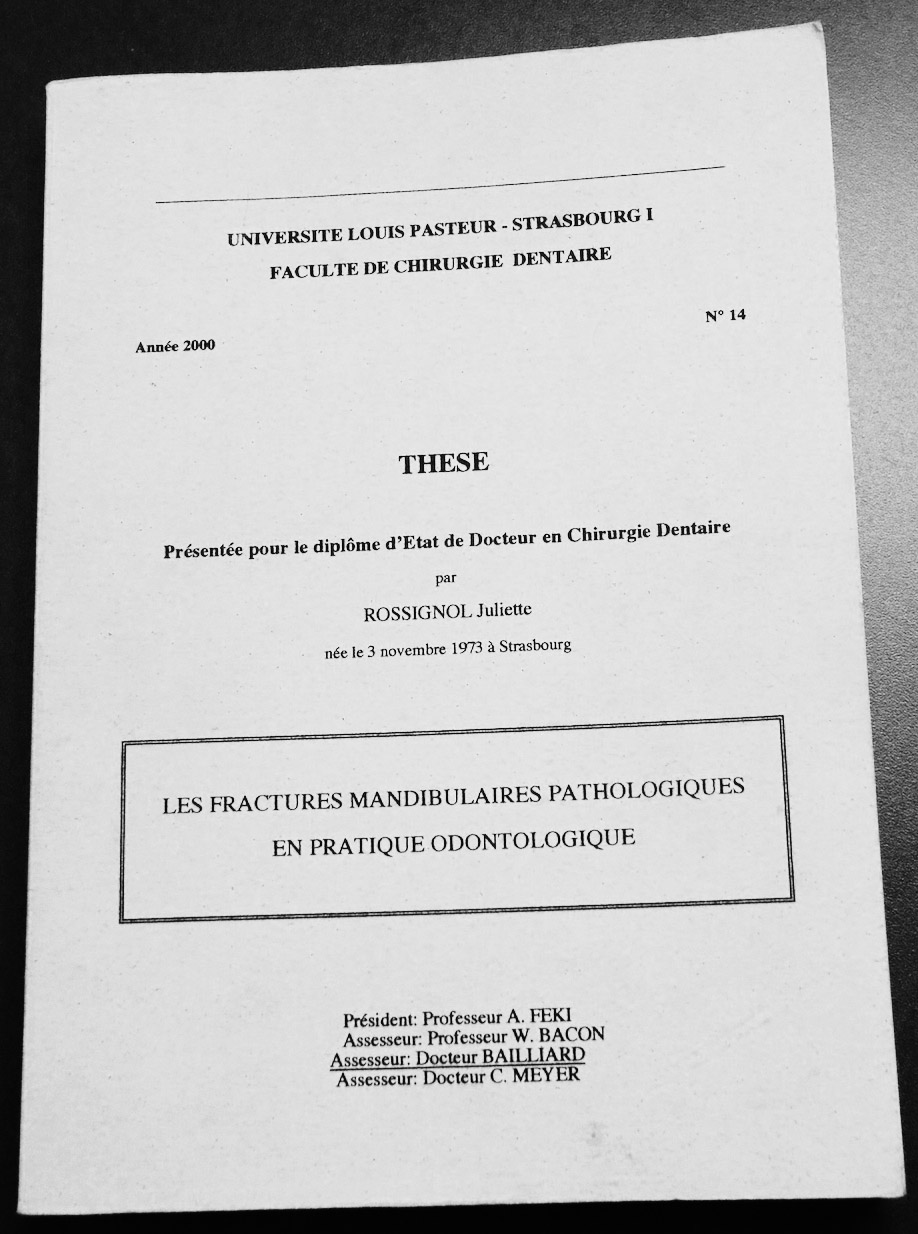 UNIVERSITE LOUIS PASTEUR - STRASBOURG I
FACULTE DE CHIRURGIE DENTAIRE
N° 14
Année 2000
THESE
Présentée pour le diplôme d'Etat de Docteur en Chirurgie Dentaire
par
ROSSIGNOL Juliette
née le 3 novembre 1973 à Strasbourg
LES FRACTURES MANDIBULAIRES PATHOLOGIQUES
EN PRATIQUE ODONTOLOGIQUE
Président: Professeur A. FEKI
Assesseur: Professeur W. BACON
Assesseur: Docteur BAILLIARD
Assesseur: Docteur C. MEYER